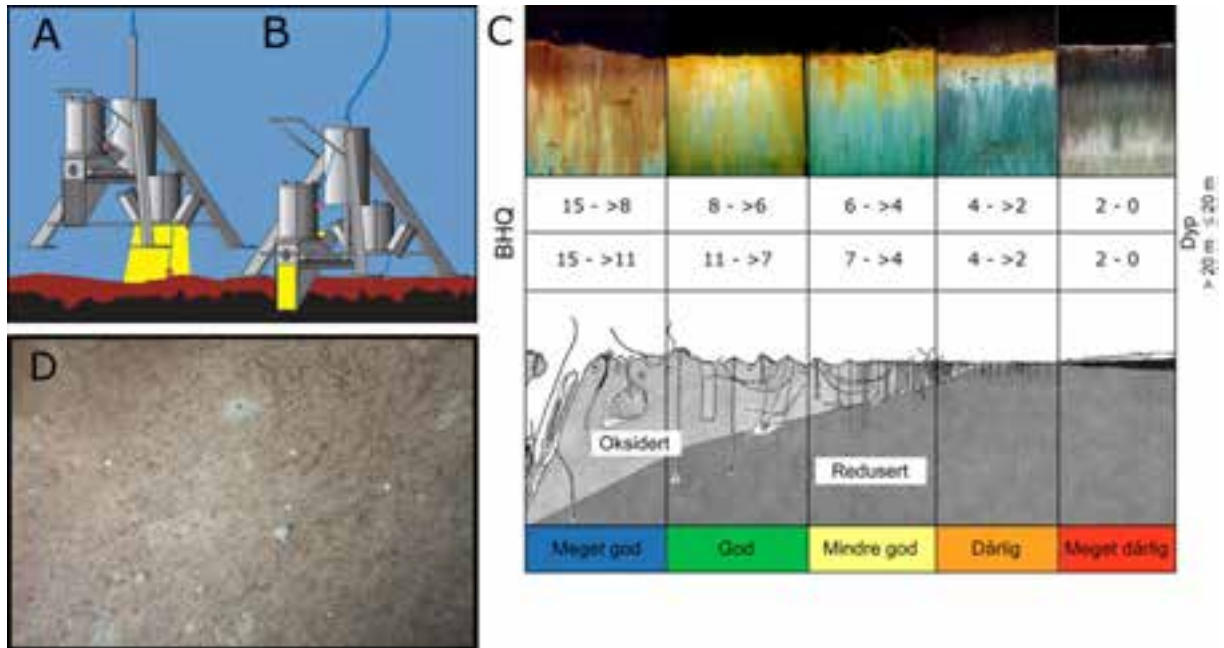 A
B
C
D
BHQ
15 - >8
8 - >6
6 - >4
4 - >2
2 - 0
15 - >11
11 - >7
7 - >4
4 - >2
2 - 0
Dyp
> 20 m ≤ 20 m
Oksidert
Redusert
Meget god
God
Mindre god
Dårlig
Meget dårlig